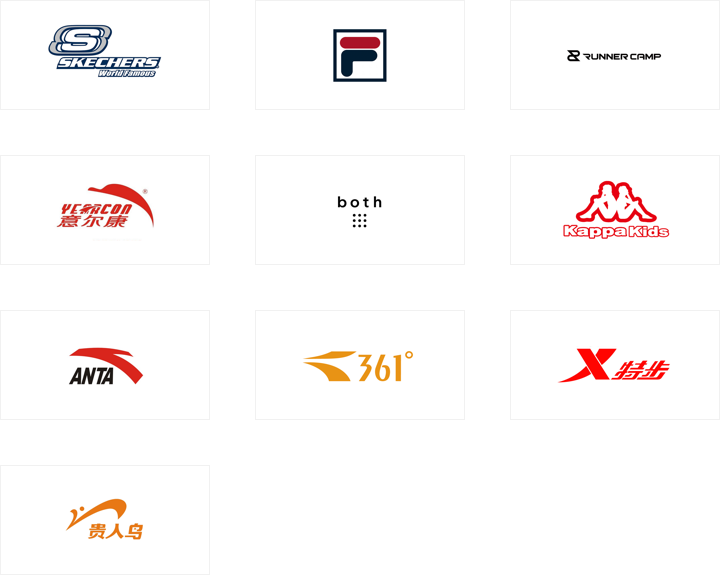 S
SKECHERS
World Famous
F
RUNNER CAMP
YEARCON
意尔康
®
both
Kappa Kids
ANTA
361°
X 特步
贵人鸟